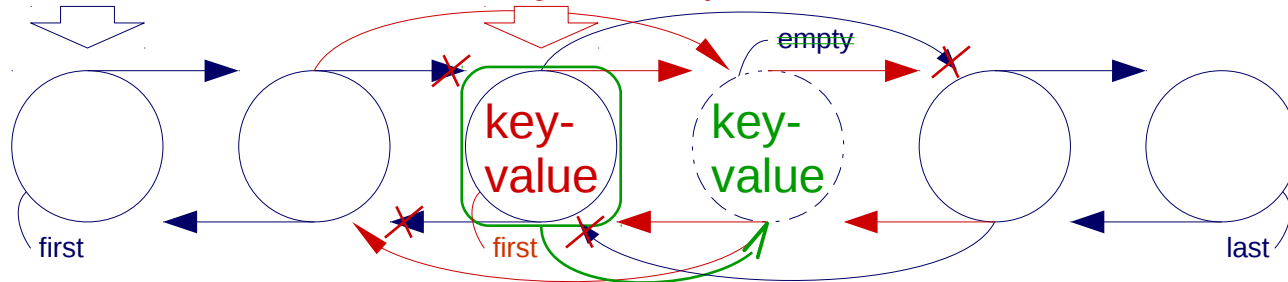 empty
key-
value
key-
value
first
first
last